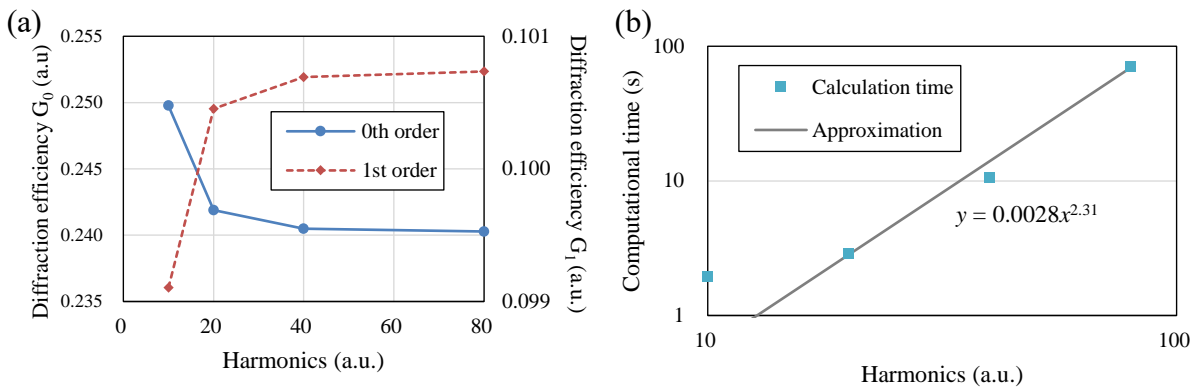 (a)
Diffraction efficiency G0 (a.u)
0.255
0.250
0.245
0.240
0.235
0th order
1st order
0.101
0.100
0.099
Diffraction efficiency G1 (a.u.)
0
20
40
60
80
Harmonics (a.u.)
(b)
Computational time (s)
100
10
1
Calculation time
Approximation
y = 0.0028x^2.31
10
100
Harmonics (a.u.)